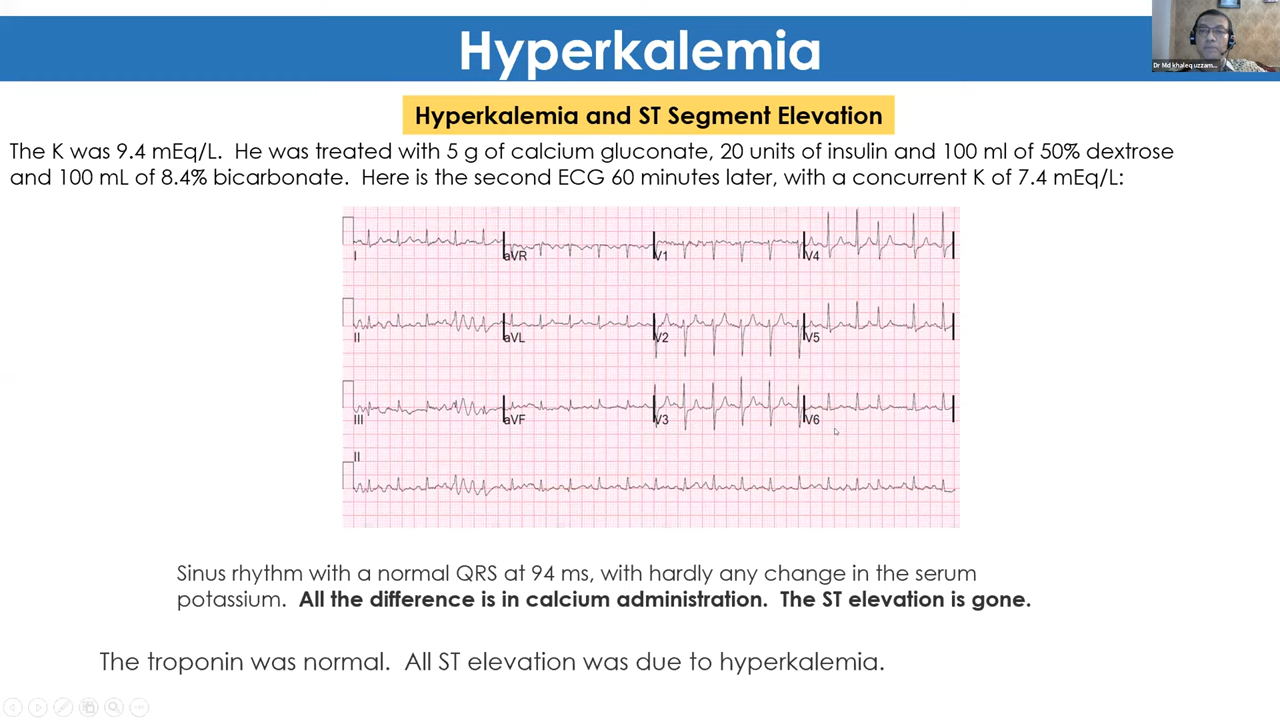 Hyperkalemia
Dr Md khaleq uzzam...
Hyperkalemia and ST Segment Elevation
The K was 9.4 mEq/L. He was treated with 5 g of calcium gluconate, 20 units of insulin and 100 ml of 50% dextrose
and 100 mL of 8.4% bicarbonate. Here is the second ECG 60 minutes later, with a concurrent K of 7.4 mEq/L:
I aVR V1 V4
II aVL V2 V5
III aVF V3 V6
II
Sinus rhythm with a normal QRS at 94 ms, with hardly any change in the serum
potassium. All the difference is in calcium administration. The ST elevation is gone.
The troponin was normal. All ST elevation was due to hyperkalemia.